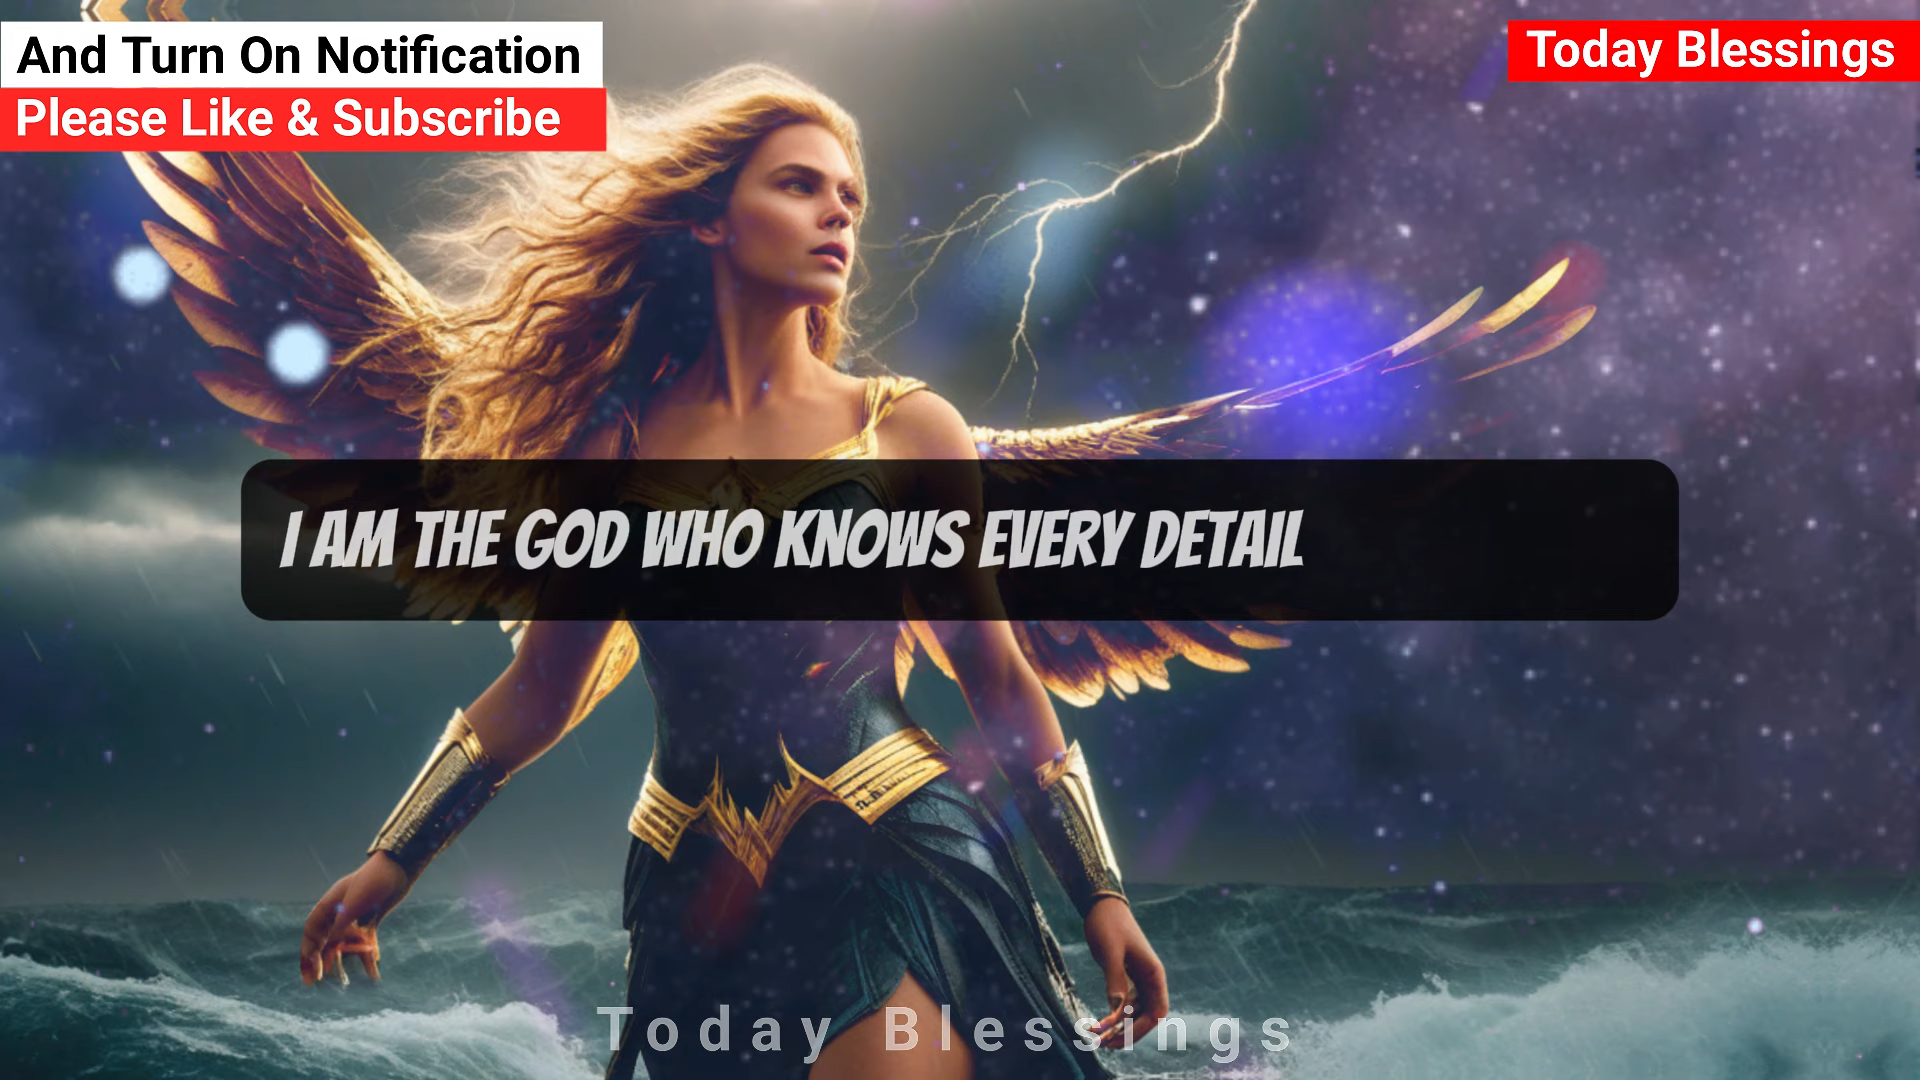 And Turn On Notification
Please Like & Subscribe
Today Blessings
I AM THE GOD WHO KNOWS EVERY DETAIL
Today Blessings